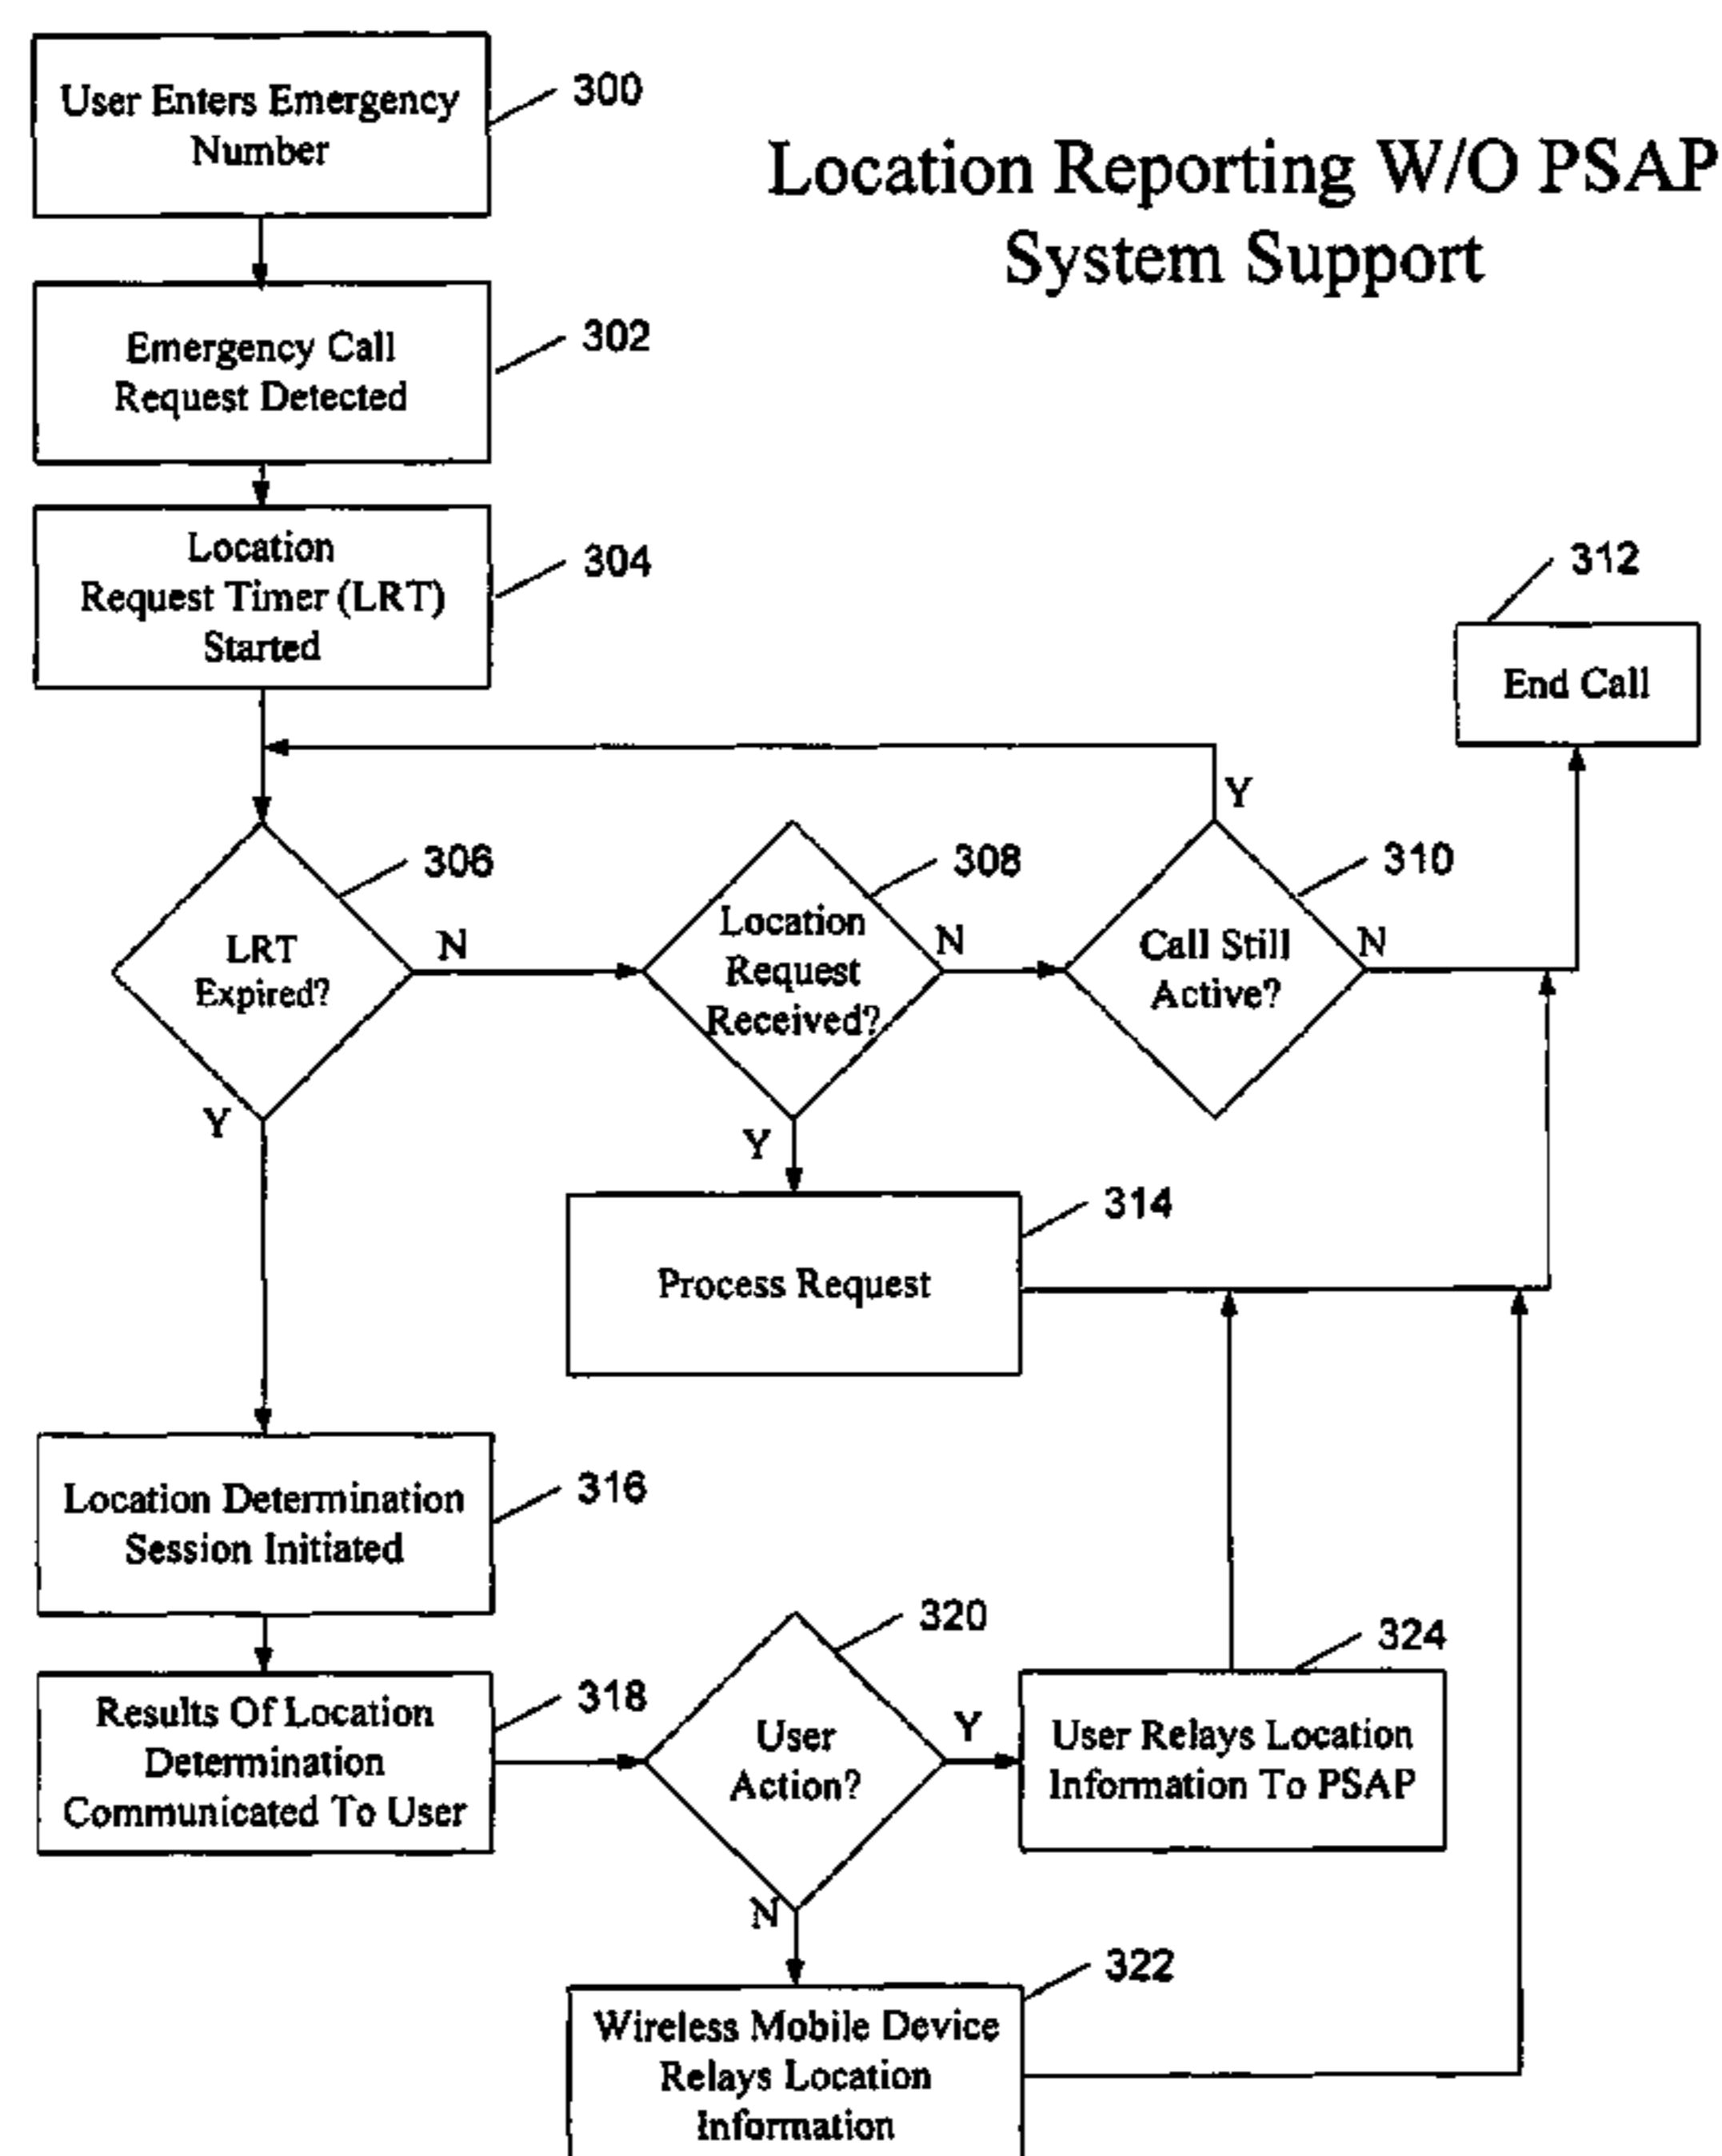 User Enters Emergency
Number
300
Location Reporting W/O PSAP
System Support
Emergency Call
Request Detected
302
Location
Request Timer (LRT)
Started
304
312
End Call
Y
306
308
310
LRT
Expired?
N
Location
Request
Received?
N
Call Still
Active?
N
Y
Y
314
Process Request
Location Determination
Session Initiated
316
320
324
Results Of Location
Determination
Communicated To User
318
User
Action?
Y
User Relays Location
Information To PSAP
N
322
Wireless Mobile Device
Relays Location
Information